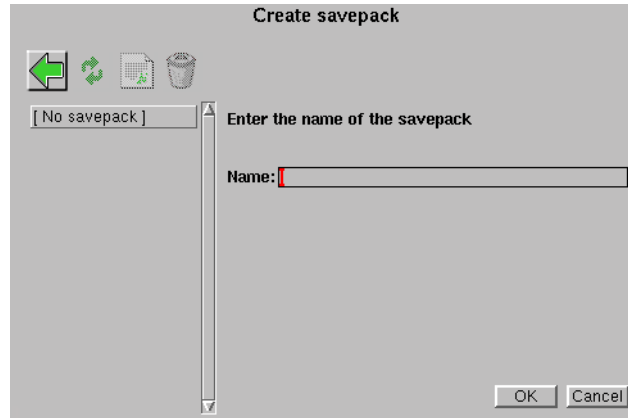 Create savepack
[ No savepack ]
Enter the name of the savepack
Name:
OK
Cancel